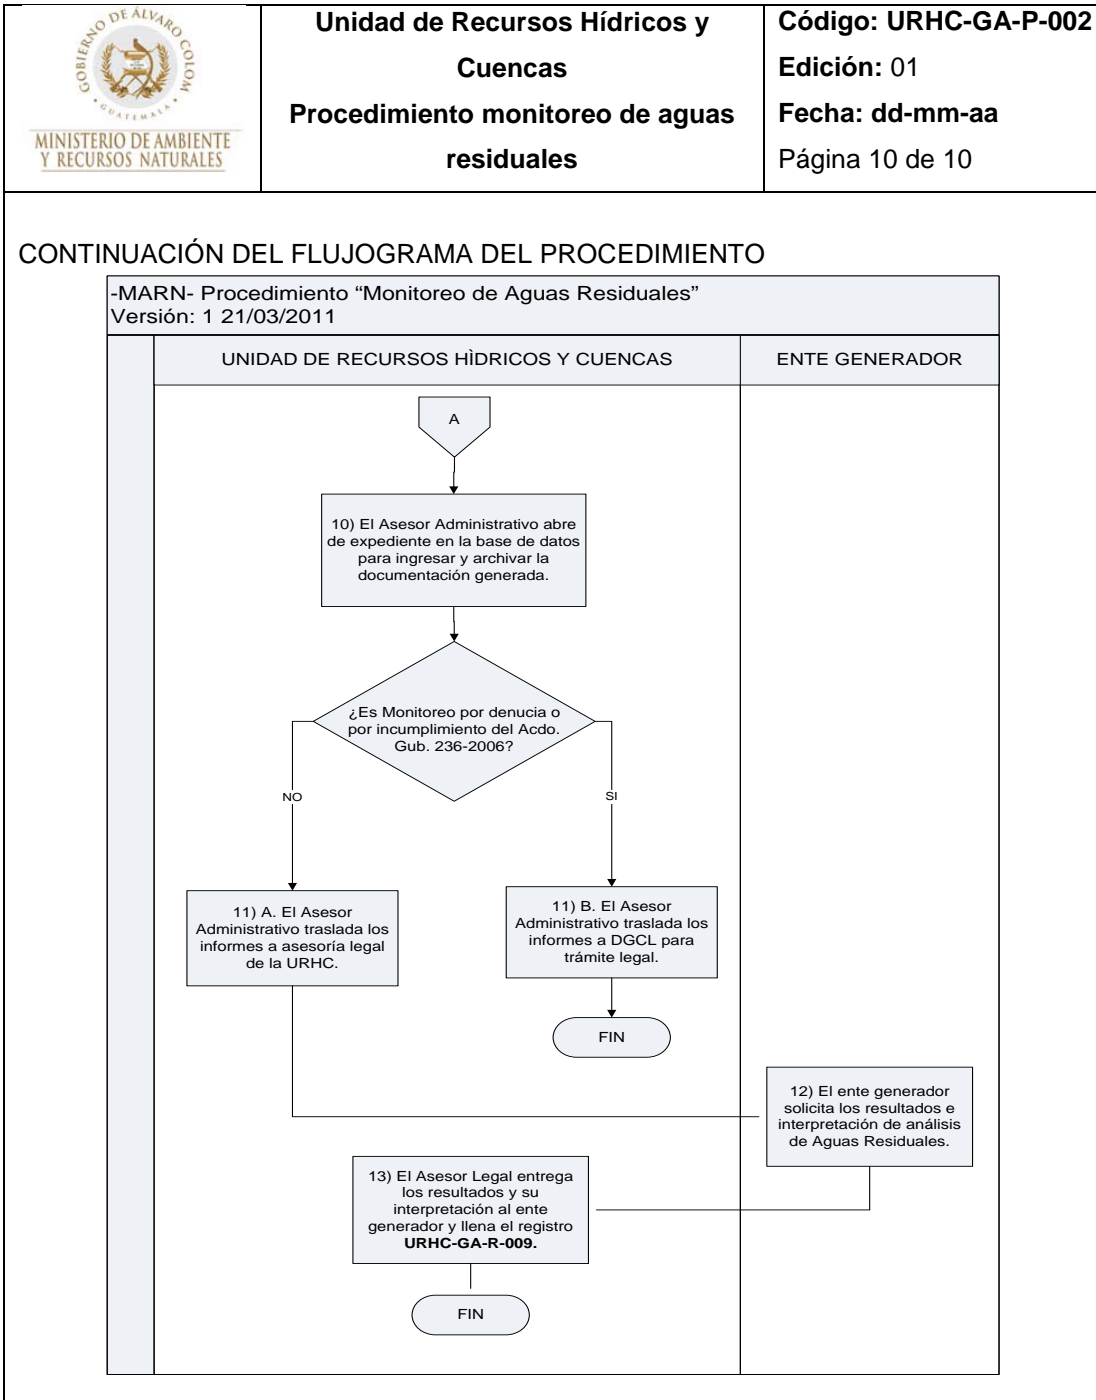 GOBIERNO DE ÁLVARO COLOM
GUATEMALA
MINISTERIO DE AMBIENTE
Y RECURSOS NATURALES
Unidad de Recursos Hídricos y
Cuencas
Procedimiento monitoreo de aguas
residuales
Código: URHC-GA-P-002
Edición: 01
Fecha: dd-mm-aa
Página 10 de 10
CONTINUACIÓN DEL FLUJOGRAMA DEL PROCEDIMIENTO
-MARN- Procedimiento “Monitoreo de Aguas Residuales”
Versión: 1 21/03/2011
UNIDAD DE RECURSOS HÌDRICOS Y CUENCAS
ENTE GENERADOR
A
10) El Asesor Administrativo abre
de expediente en la base de datos
para ingresar y archivar la
documentación generada.
¿Es Monitoreo por denucia o
por incumplimiento del Acdo.
Gub. 236-2006?
NO
SI
11) A. El Asesor
Administrativo traslada los
informes a asesoría legal
de la URHC.
11) B. El Asesor
Administrativo traslada los
informes a DGCL para
trámite legal.
FIN
12) El ente generador
solicita los resultados e
interpretación de análisis
de Aguas Residuales.
13) El Asesor Legal entrega
los resultados y su
interpretación al ente
generador y llena el registro
URHC-GA-R-009.
FIN